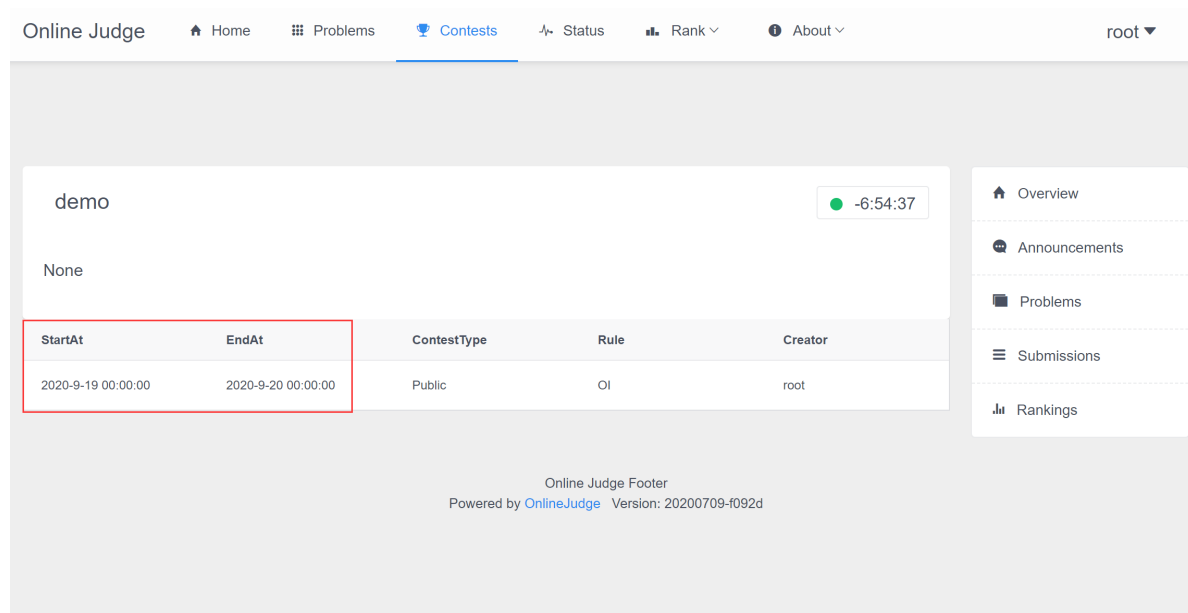 Online Judge Home Problems Contests Status Rank About root
demo -6:54:37
None
StartAt EndAt ContestType Rule Creator
2020-9-19 00:00:00 2020-9-20 00:00:00 Public OI root
Overview
Announcements
Problems
Submissions
Rankings
Online Judge Footer
Powered by OnlineJudge Version: 20200709-f092d